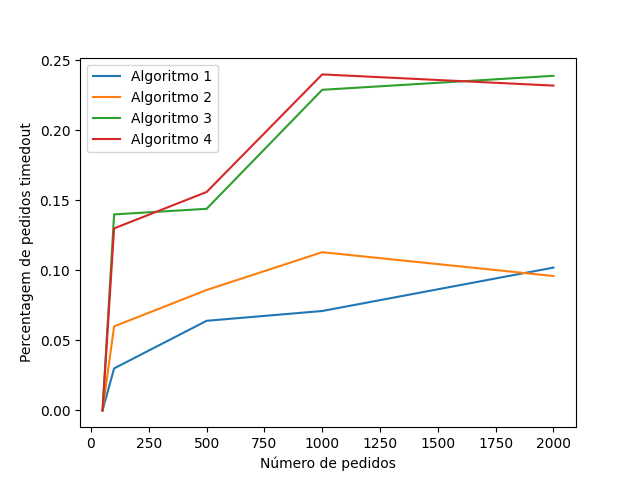 0.25
0.20
0.15
0.10
0.05
0.00
Percentagem de pedidos timedout
Algoritmo 1
Algoritmo 2
Algoritmo 3
Algoritmo 4
0 250 500 750 1000 1250 1500 1750 2000
Número de pedidos